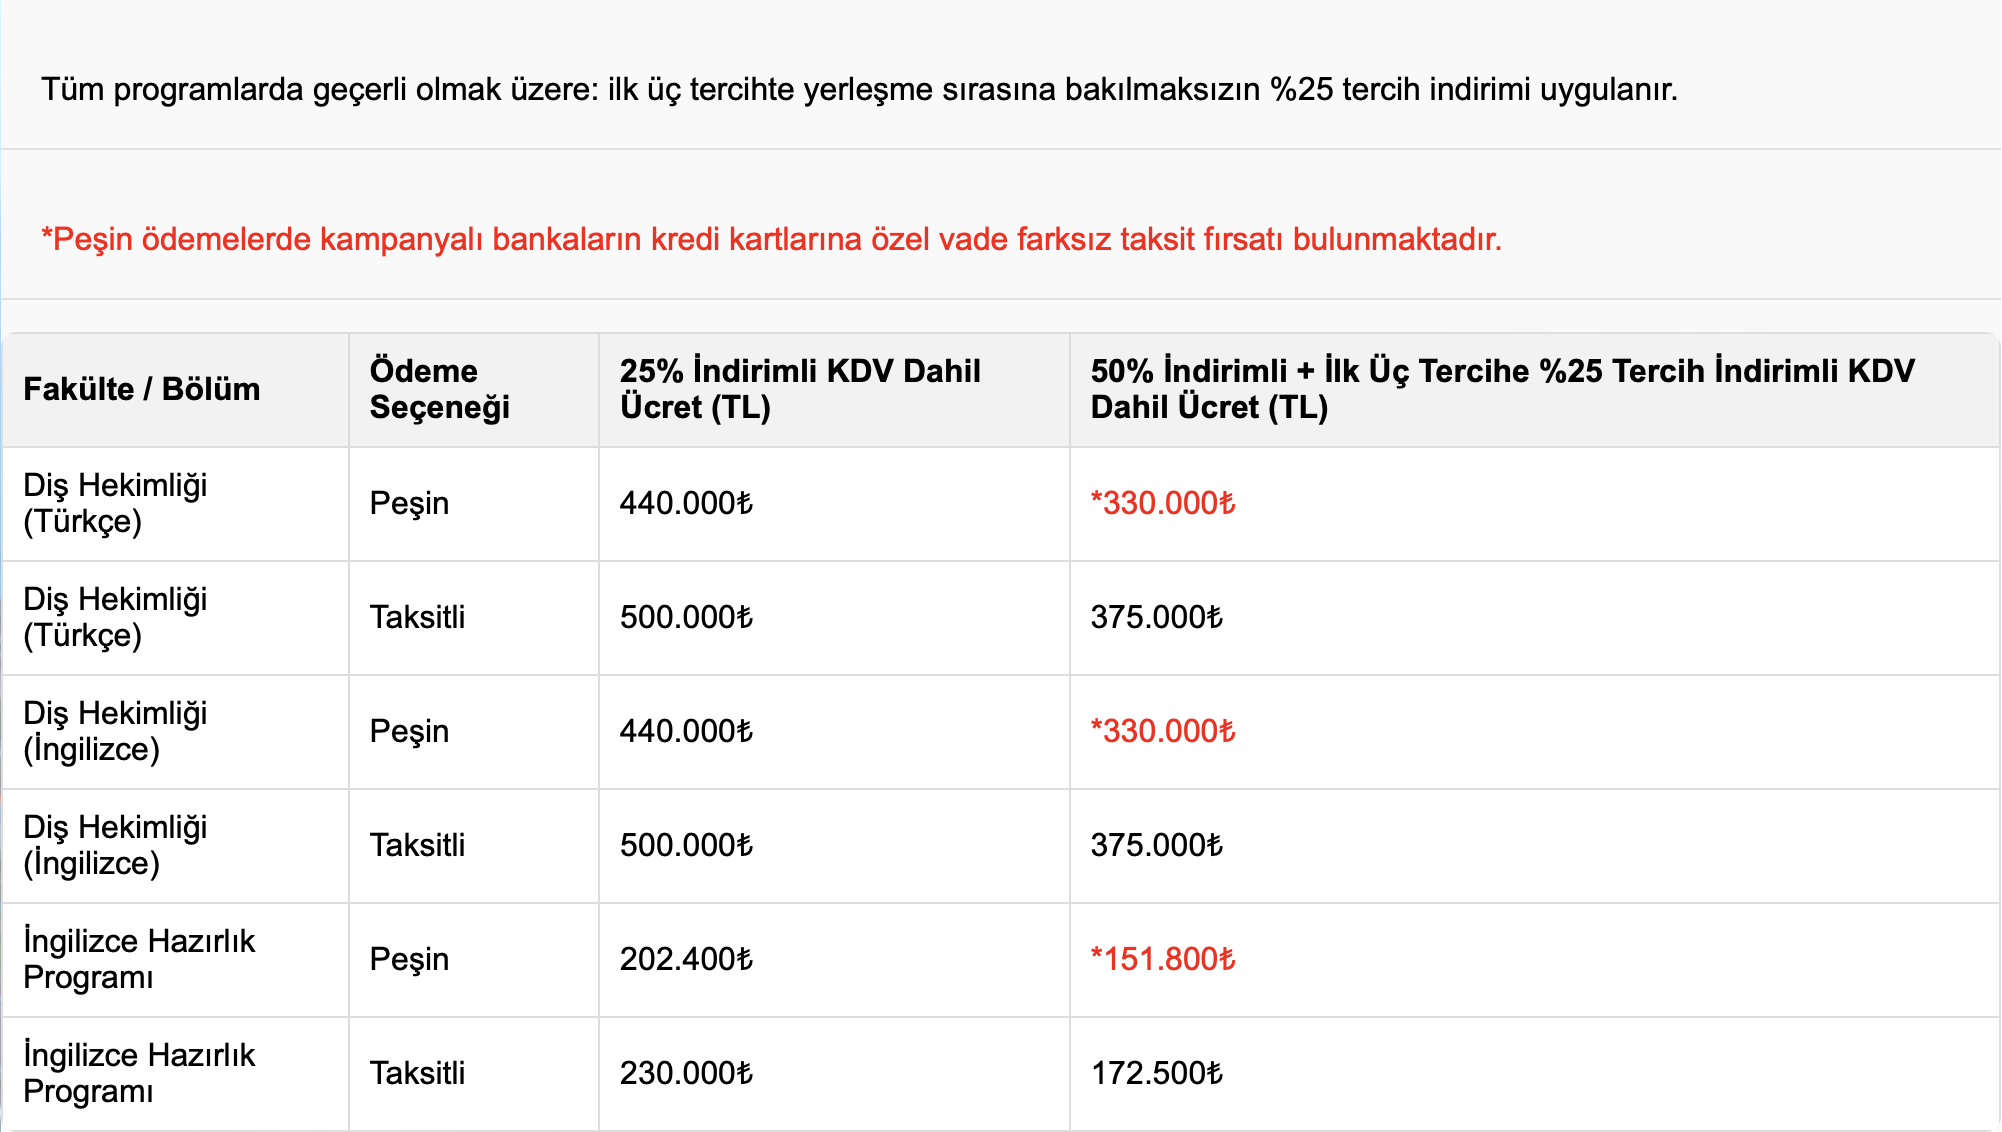 Tüm programlarda geçerli olmak üzere: ilk üç tercihte yerleşme sırasına bakılmaksızın %25 tercih indirimi uygulanır.
*Peşin ödemelerde kampanyalı bankaların kredi kartlarına özel vade farksız taksit fırsatı bulunmaktadır.
Fakülte / Bölüm
Ödeme
Seçeneği
25% İndirimli KDV Dahil
Ücret (TL)
50% İndirimli + İlk Üç Tercihe %25 Tercih İndirimli KDV
Dahil Ücret (TL)
Diş Hekimliği
(Türkçe)
Peşin
440.000₺
*330.000₺
Diş Hekimliği
(Türkçe)
Taksitli
500.000₺
375.000₺
Diş Hekimliği
(İngilizce)
Peşin
440.000₺
*330.000₺
Diş Hekimliği
(İngilizce)
Taksitli
500.000₺
375.000₺
İngilizce Hazırlık
Programı
Peşin
202.400₺
*151.800₺
İngilizce Hazırlık
Programı
Taksitli
230.000₺
172.500₺